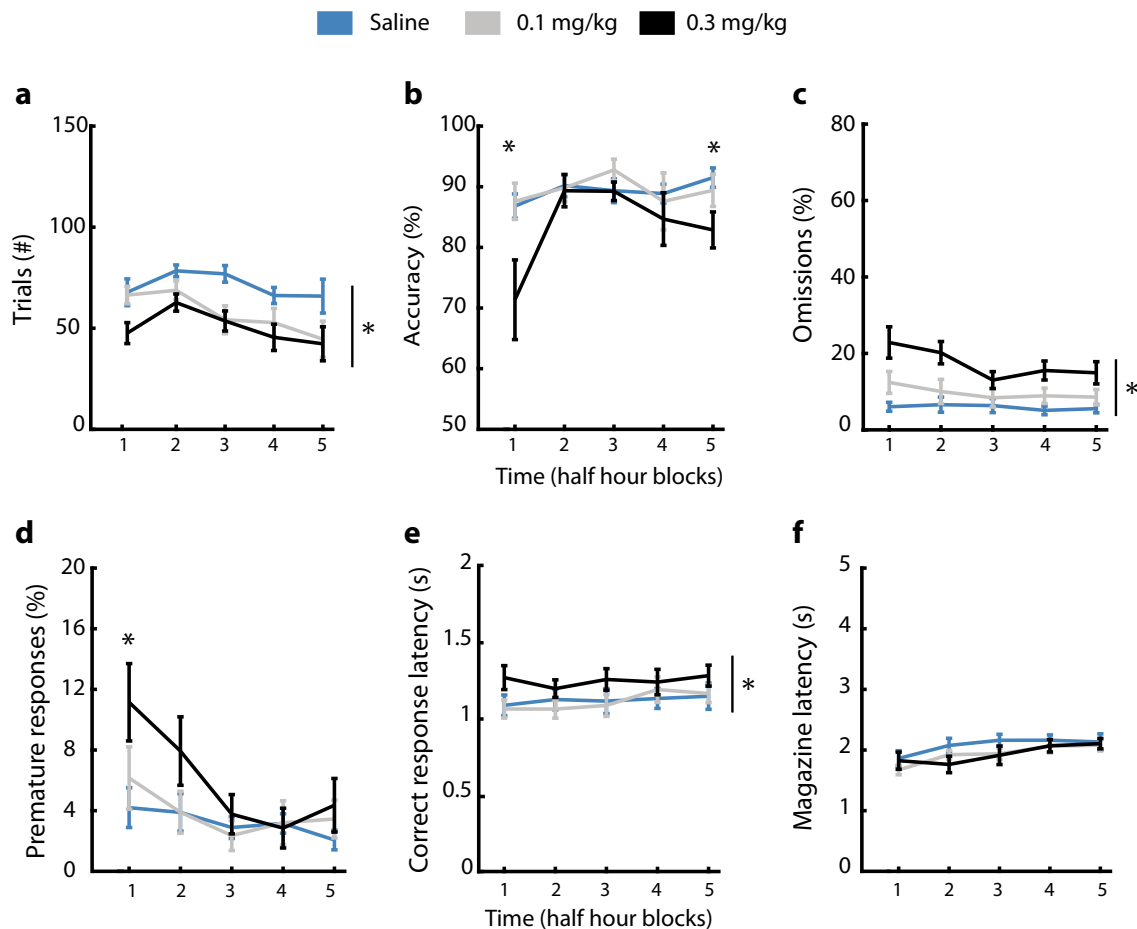 Saline 0.1 mg/kg 0.3 mg/kg
a
150
100
50
0
Trials (#)
*
1 2 3 4 5
b
100
90
80
70
60
50
Accuracy (%)
* *
1 2 3 4 5
Time (half hour blocks)
c
80
60
40
20
0
Omissions (%)
*
1 2 3 4 5
d
20
16
12
8
4
0
Premature responses (%)
*
1 2 3 4 5
e
2
1.5
1
0.5
0
Correct response latency (s)
*
1 2 3 4 5
Time (half hour blocks)
f
5
4
3
2
1
0
Magazine latency (s)
1 2 3 4 5